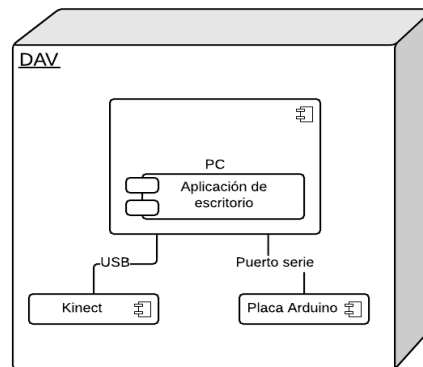 DAV
PC
Aplicación de
escritorio
USB
Puerto serie
Kinect
Placa Arduino